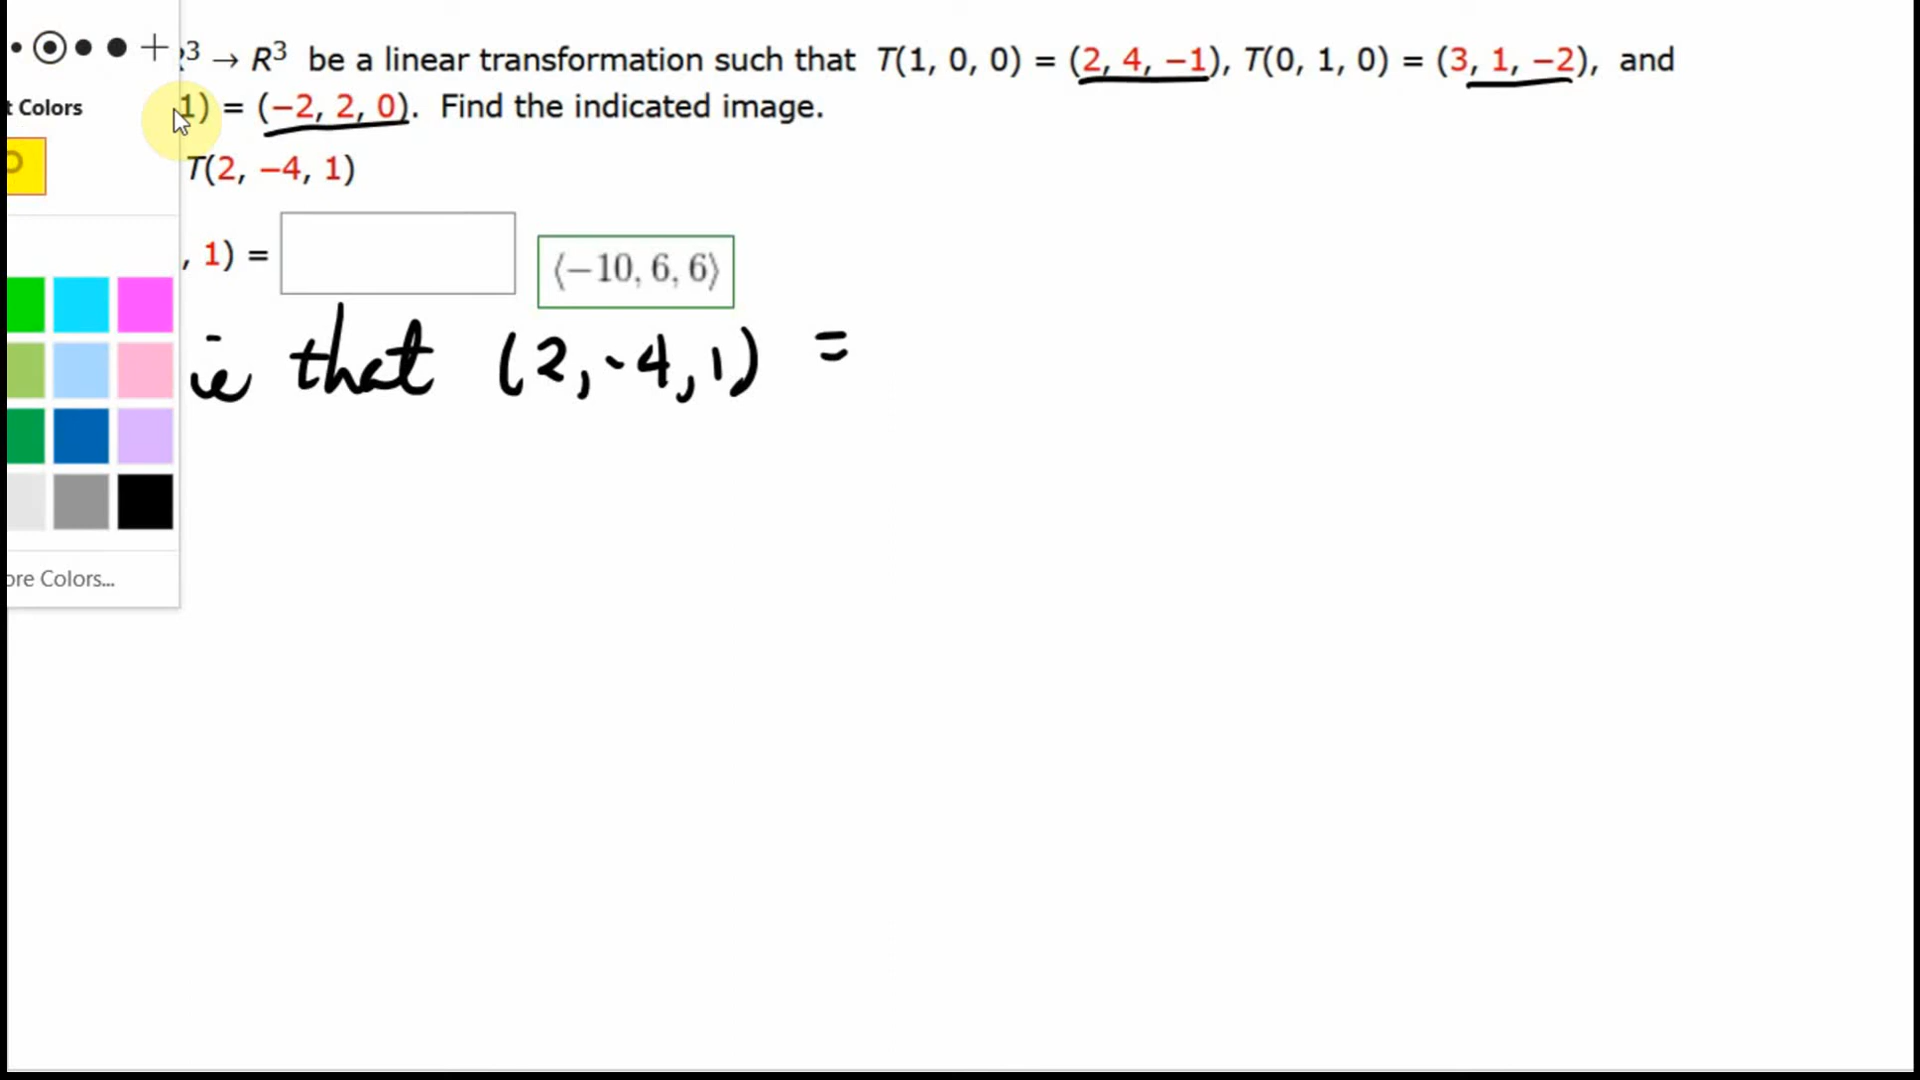 R³ → R³ be a linear transformation such that T(1, 0, 0) = (2, 4, −1), T(0, 1, 0) = (3, 1, −2), and
t Colors
1) = (−2, 2, 0). Find the indicated image.
T(2, −4, 1)
, 1) =
⟨−10, 6, 6⟩
that (2, -4, 1) =
ore Colors...